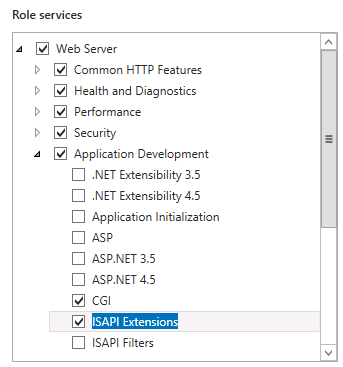 Role services
Web Server
Common HTTP Features
Health and Diagnostics
Performance
Security
Application Development
.NET Extensibility 3.5
.NET Extensibility 4.5
Application Initialization
ASP
ASP.NET 3.5
ASP.NET 4.5
CGI
ISAPI Extensions
ISAPI Filters